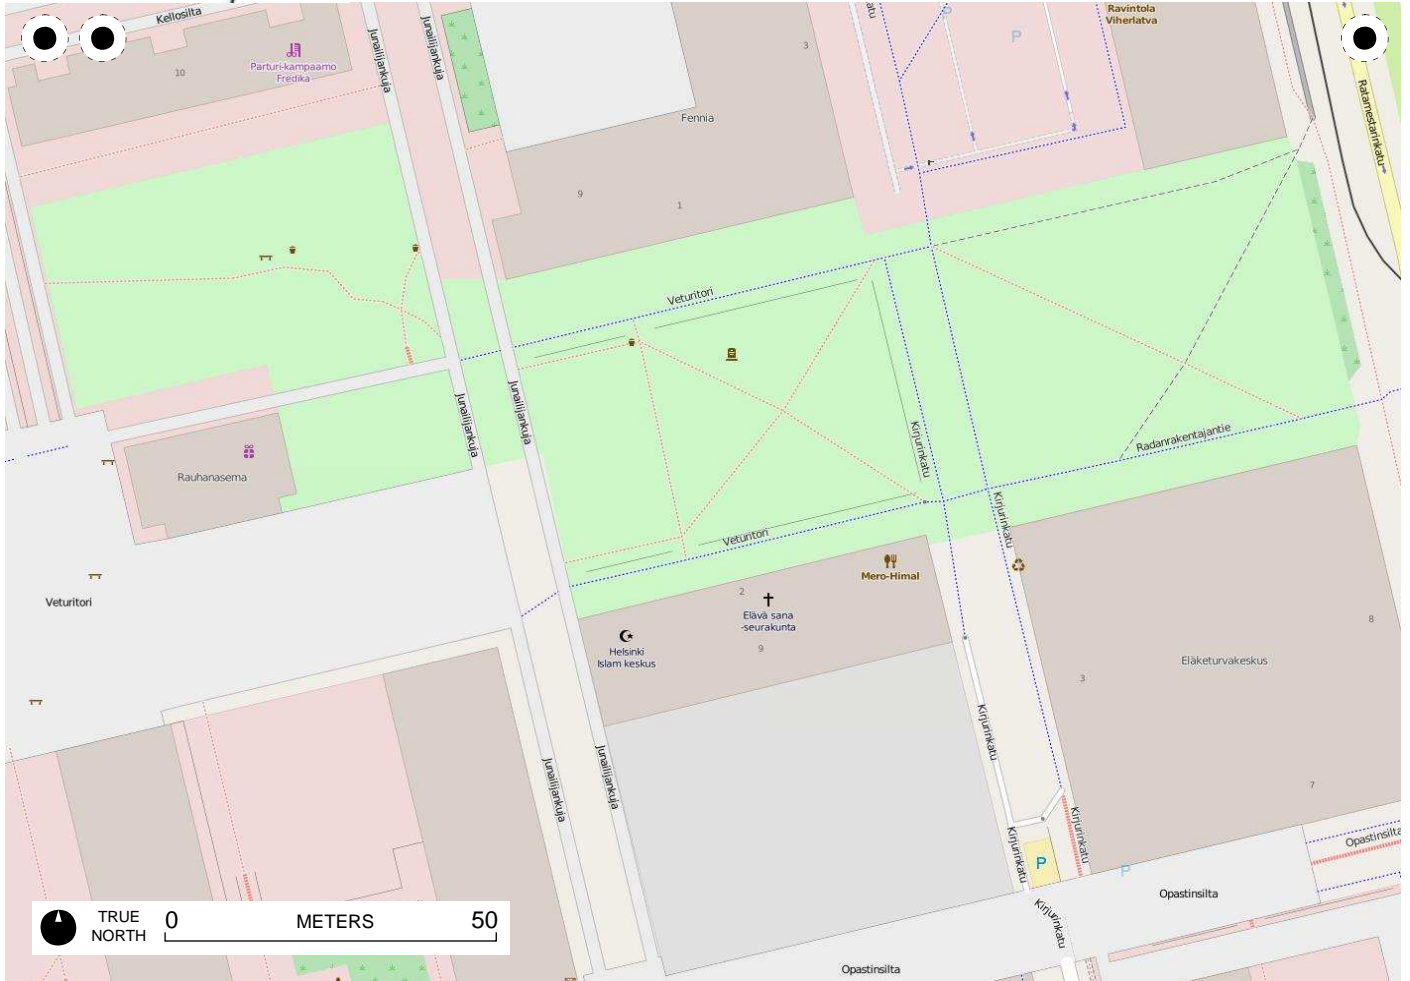 Kellosilta
Junailijankuja
Junailijankuja
katu
P
P
Ravintola
Viherlatva
10
Parturi-kampaamo
Fredika
3
Ratamestarinkatu
Fennia
9
1
Veturitori
Junailijankuja
Junailijankuja
Kirjurinkatu
Radanrakentajantie
Rauhanasema
Kirjurinkatu
Veturitori
Mero-Himal
Veturitori
2
Elävä sana
-seurakunta
9
Helsinki
Islam keskus
8
Eläketurvakeskus
3
Kirjurinkatu
Junailijankuja
Junailijankuja
7
Kirjurinkatu
Kirjurinkatu
Opastinsilta
P
P
Opastinsilta
Kirjurinkatu
Opastinsilta
TRUE
NORTH
0 METERS 50